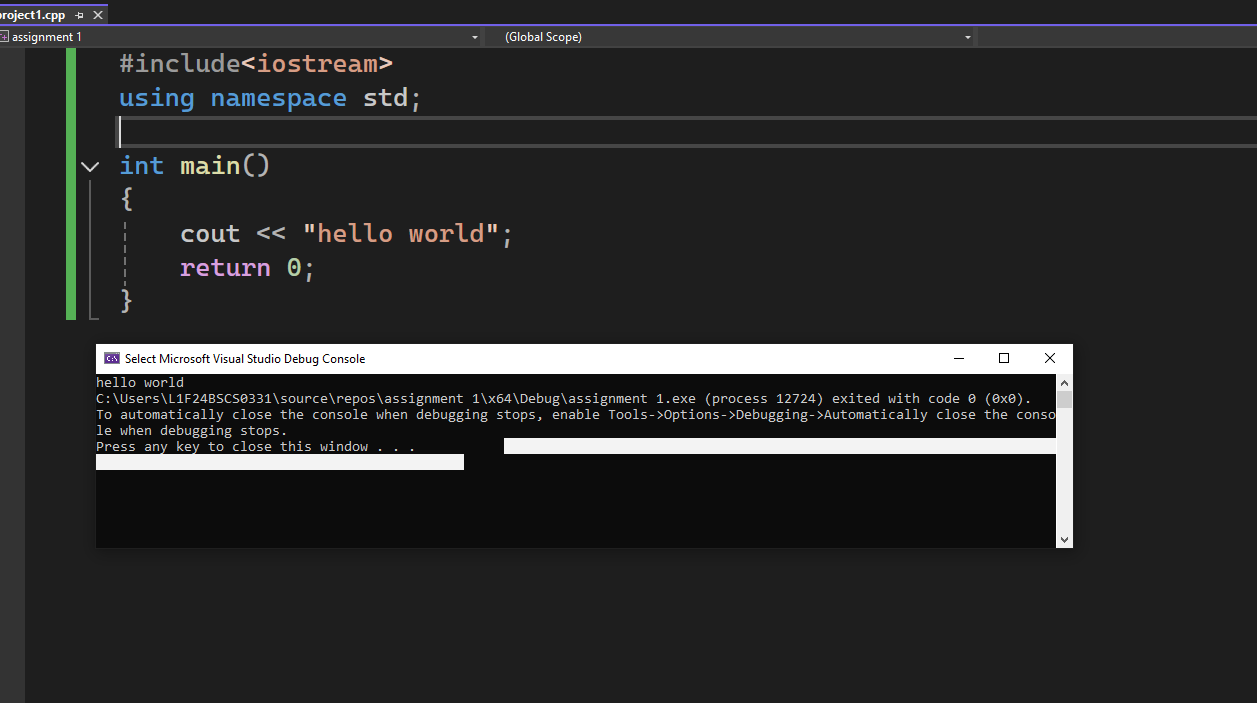 project1.cpp
assignment 1 (Global Scope)
#include<iostream>
using namespace std;
int main()
{
cout << "hello world";
return 0;
}
Select Microsoft Visual Studio Debug Console
hello world
C:\Users\L1F24BSCS0331\source\repos\assignment 1\x64\Debug\assignment 1.exe (process 12724) exited with code 0 (0x0).
To automatically close the console when debugging stops, enable Tools->Options->Debugging->Automatically close the conso
le when debugging stops.
Press any key to close this window . . .